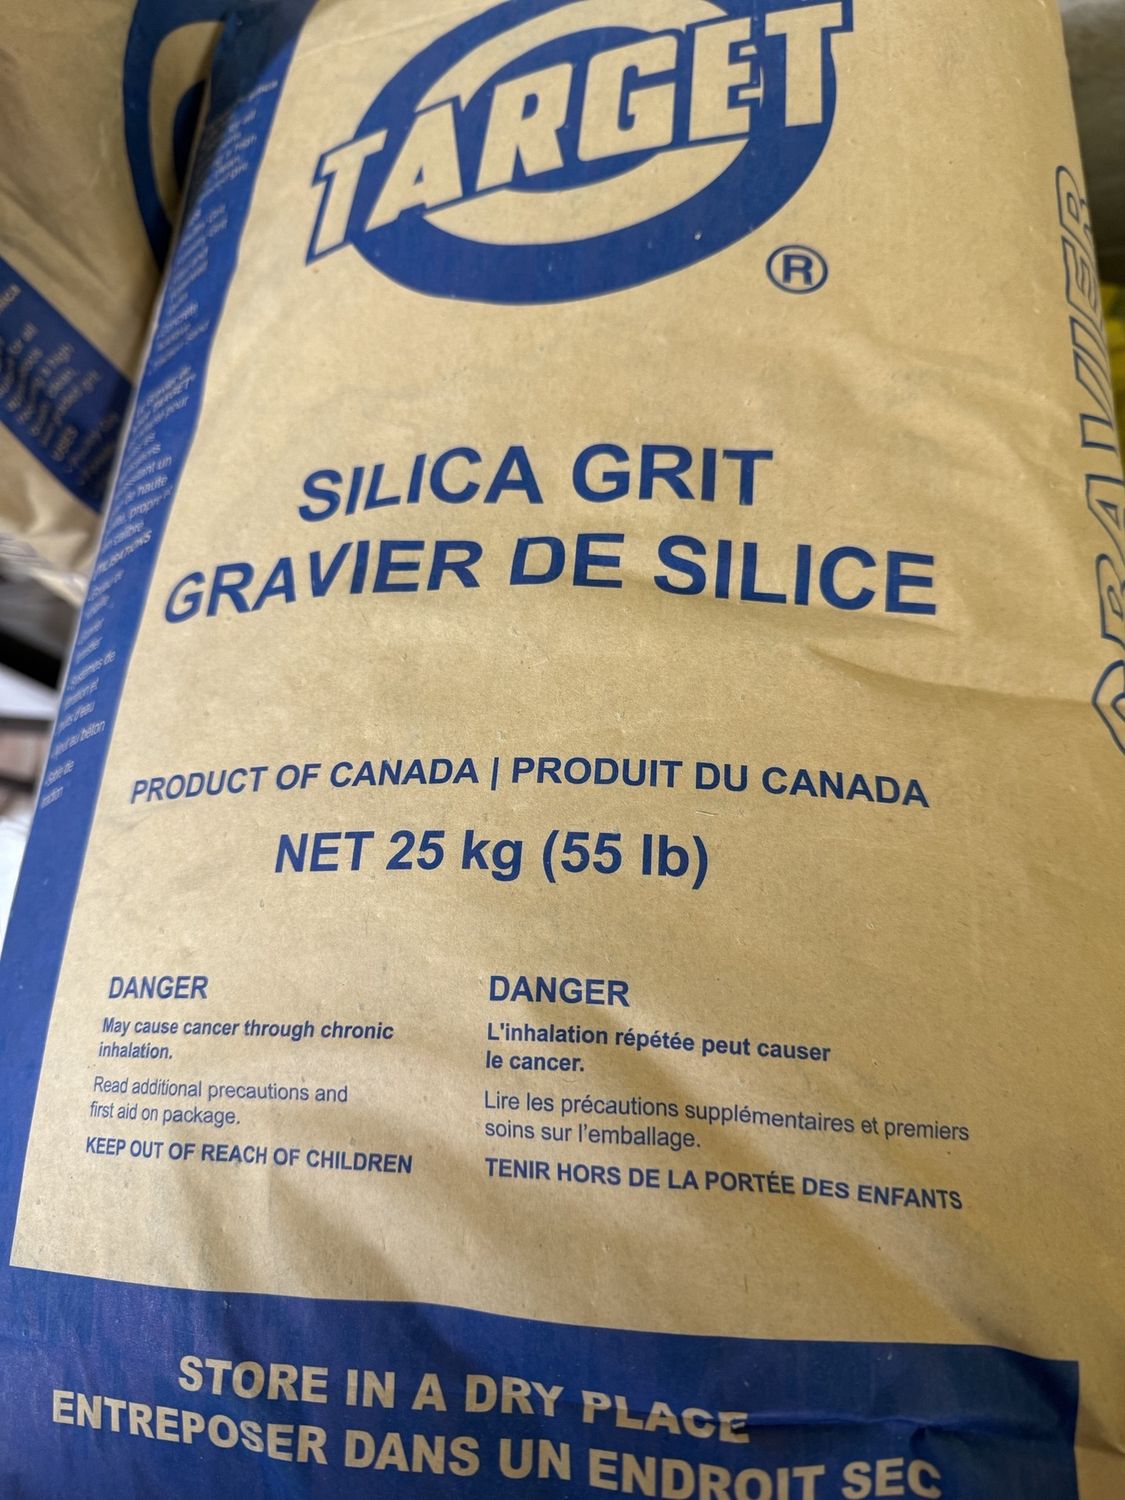 TARGET
®
SILICA GRIT
GRAVIER DE SILICE
PRODUCT OF CANADA | PRODUIT DU CANADA
NET 25 kg (55 lb)
DANGER
May cause cancer through chronic
inhalation.
Read additional precautions and
first aid on package.
KEEP OUT OF REACH OF CHILDREN
DANGER
L'inhalation répétée peut causer
le cancer.
Lire les précautions supplémentaires et premiers
soins sur l'emballage.
TENIR HORS DE LA PORTÉE DES ENFANTS
STORE IN A DRY PLACE
ENTREPOSER DANS UN ENDROIT SEC
GRAVIER